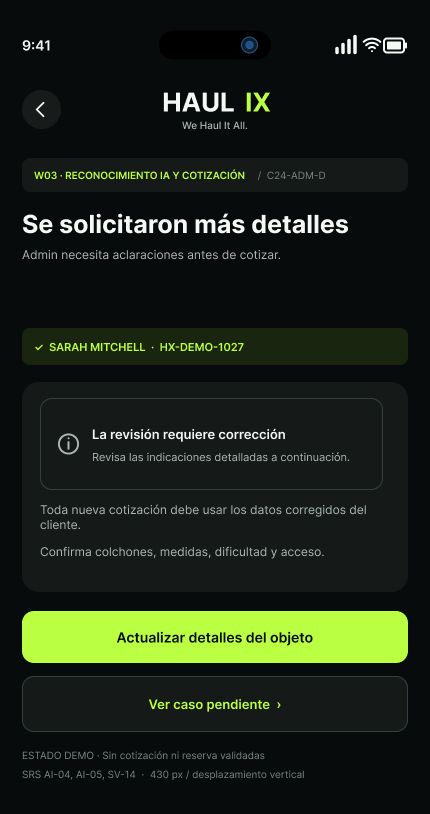 9:41
HAUL IX
We Haul It All.
W03 · RECONOCIMIENTO IA Y COTIZACIÓN / C24-ADM-D
Se solicitaron más detalles
Admin necesita aclaraciones antes de cotizar.
✓ SARAH MITCHELL · HX-DEMO-1027
La revisión requiere corrección
Revisa las indicaciones detalladas a continuación.
Toda nueva cotización debe usar los datos corregidos del
cliente.
Confirma colchones, medidas, dificultad y acceso.
Actualizar detalles del objeto
Ver caso pendiente ›
ESTADO DEMO · Sin cotización ni reserva validadas
SRS AI-04, AI-05, SV-14 · 430 px / desplazamiento vertical